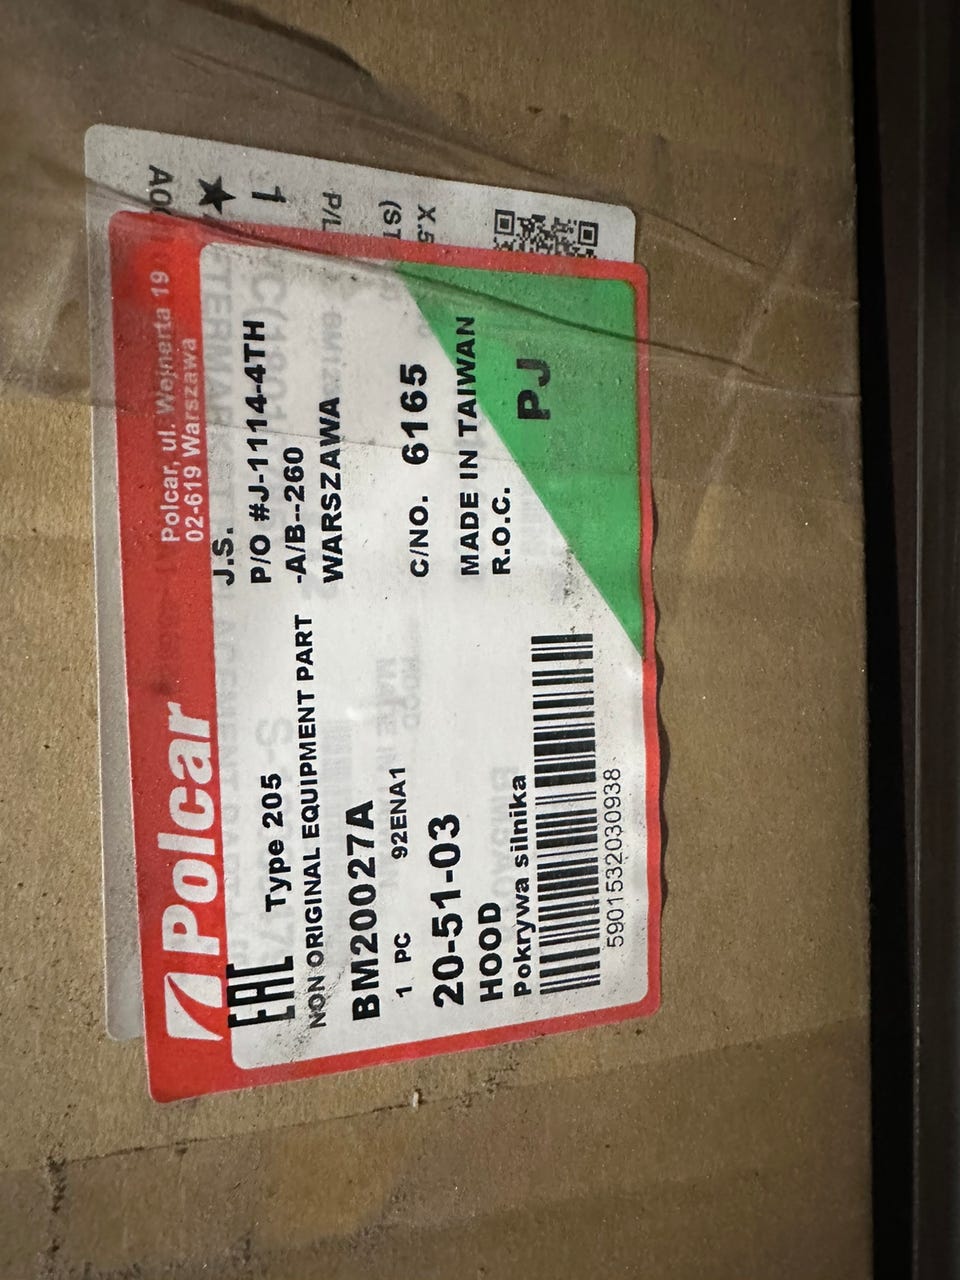 Polcar
Polcar, ul. Wejnerta 19
02-619 Warszawa
EAC
Type 205
NON ORIGINAL EQUIPMENT PART
BM20027A
1 PC 92ENA1
20-51-03
HOOD
Pokrywa silnika
5901532030938
J.S.
P/O #J-1114-4TH
-A/B--260
WARSZAWA
C/NO. 6165
MADE IN TAIWAN
R.O.C.
PJ
1
P/L